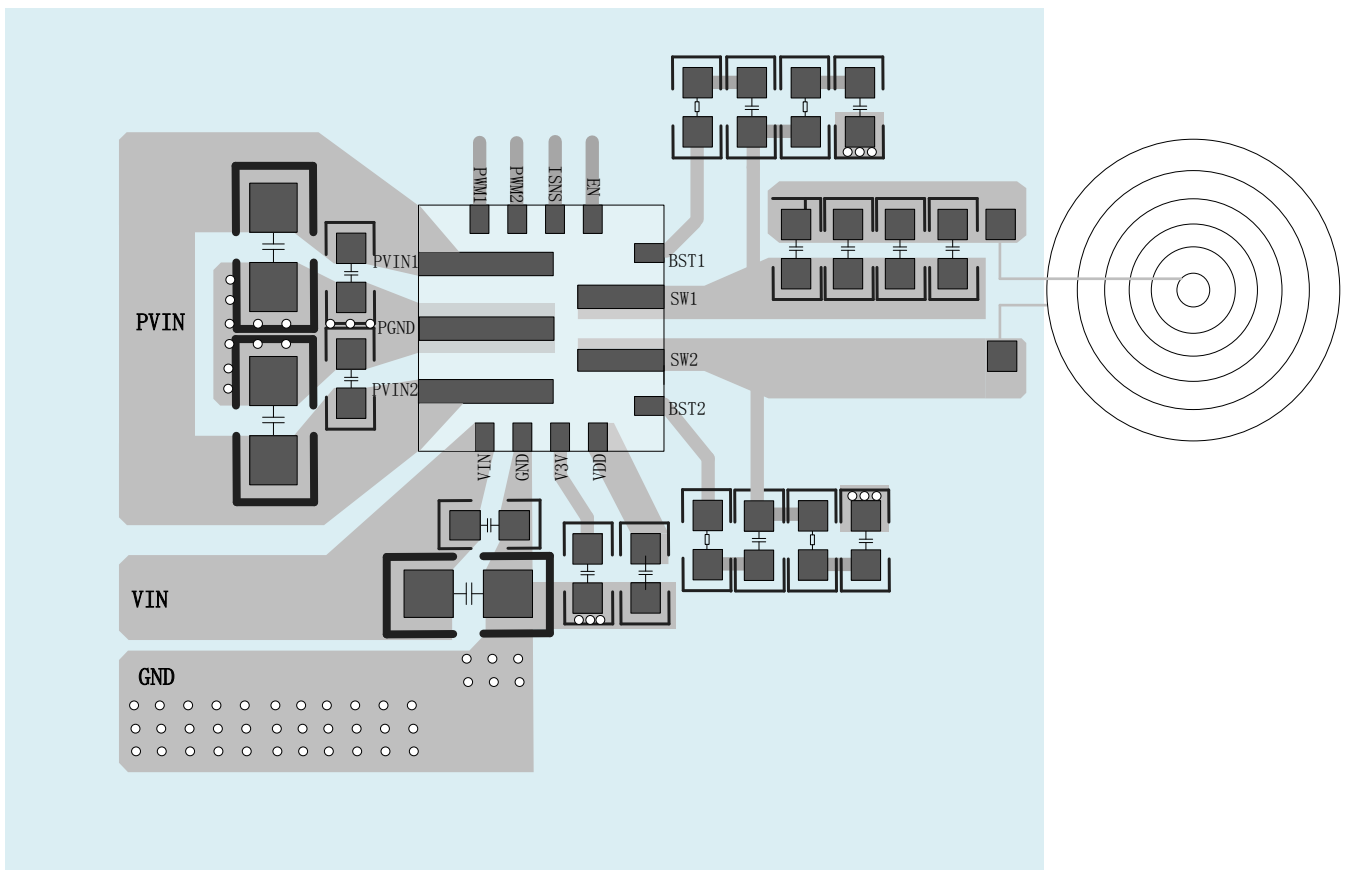 PWM1
PWM2
ISNS
EN
PVIN1
BST1
SW1
PVIN
PGND
SW2
PVIN2
BST2
VIN
GND
V3V
VDD
VIN
GND